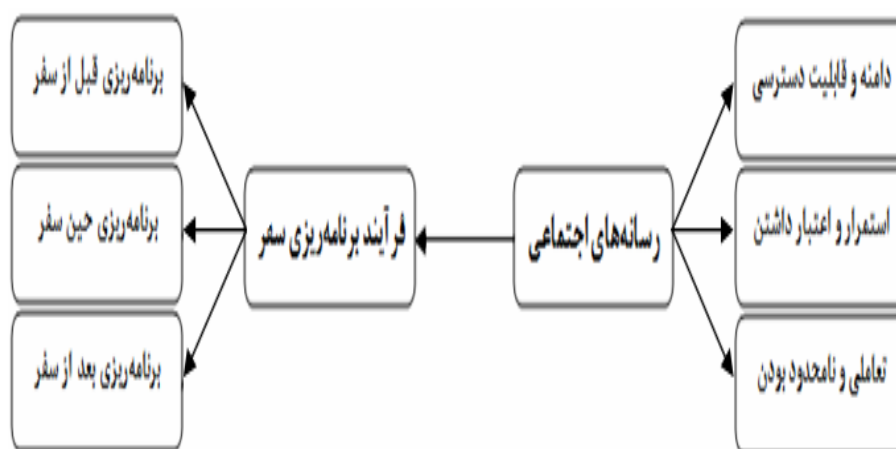 دامنه و قابلیت دسترسی
استمرار و اعتبار داشتن
تعاملی و نامحدود بودن
رسانه‌های اجتماعی
فرآیند برنامه‌ریزی سفر
برنامه‌ریزی قبل از سفر
برنامه‌ریزی حین سفر
برنامه‌ریزی بعد از سفر